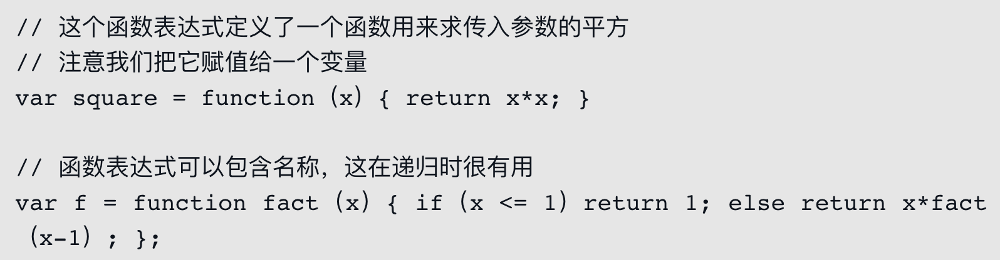 // 这个函数表达式定义了一个函数用来求传入参数的平方
// 注意我们把它赋值给一个变量
var square = function (x) { return x*x; }
// 函数表达式可以包含名称，这在递归时很有用
var f = function fact (x) { if (x <= 1) return 1; else return x*fact
(x-1) ; };